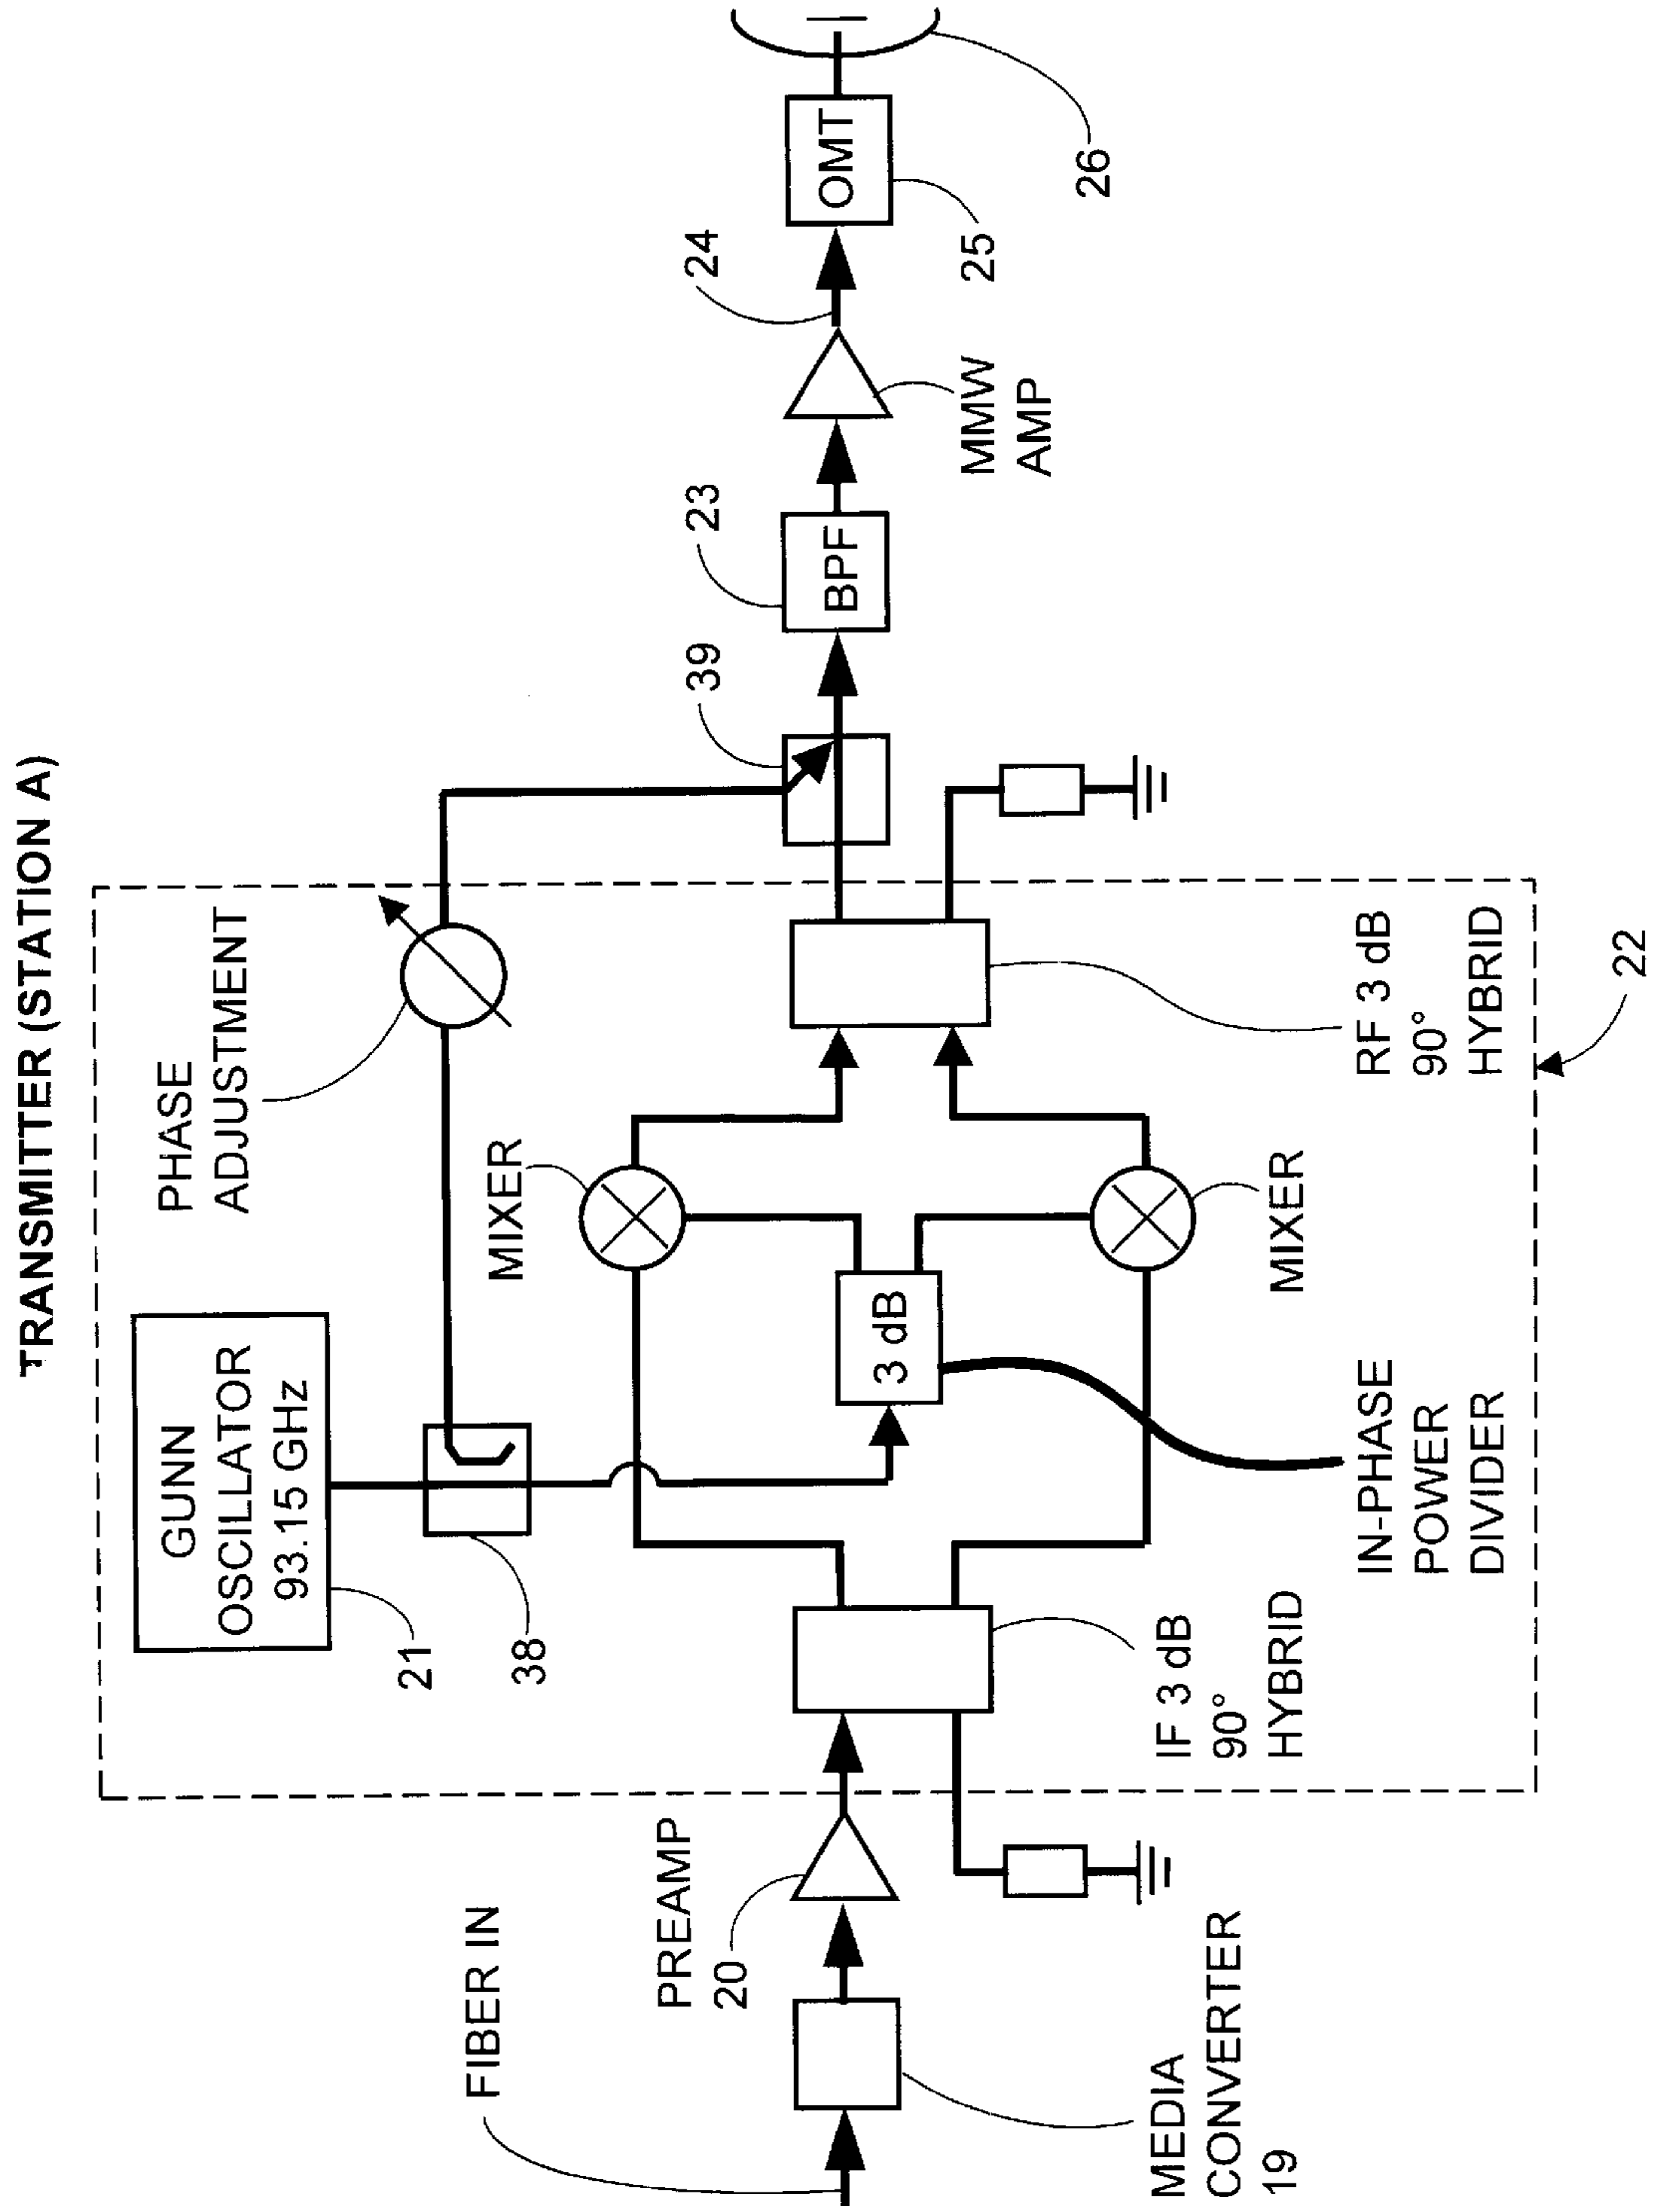 TRANSMITTER (STATION A)
GUNN
OSCILLATOR
93.15 GHz
21
38
PHASE
ADJUSTMENT
MIXER
3 dB
MIXER
39
23
BPF
24
MMW
AMP
OMT
25
26
FIBER IN
PREAMP
20
MEDIA
CONVERTER
19
IF 3 dB
90°
HYBRID
IN-PHASE
POWER
DIVIDER
RF 3 dB
90°
HYBRID
22